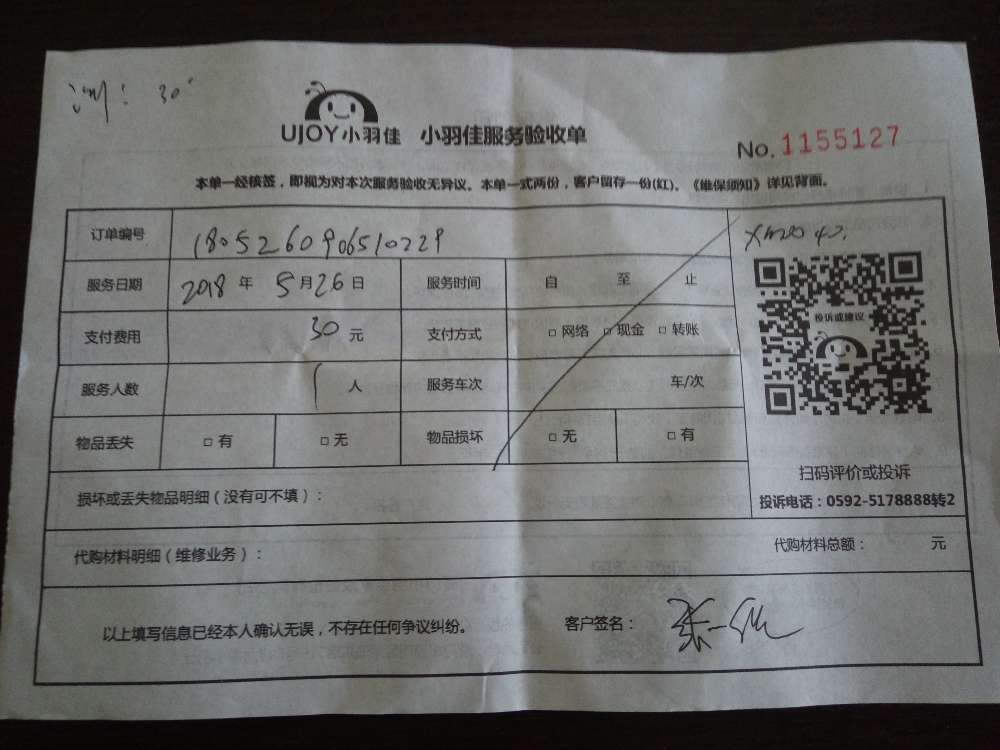 30
UJOY小羽佳 小羽佳服务验收单
No. 1155127
本单一经核签，即视为对本次服务验收无异议。本单一式两份，客户留存一份(红)、《维保须知》详见背面。
订单编号 1805260906510229
服务日期 2018 年 5 月 26 日 服务时间 自 至 止
支付费用 30 元 支付方式 □ 网络 □ 现金 □ 转账
服务人数 1 人 服务车次 车/次
物品丢失 □ 有 □ 无 物品损坏 □ 无 □ 有
投诉或建议
扫码评价或投诉
投诉电话：0592-5178888转2
损坏或丢失物品明细（没有可不填）：
代购材料明细（维修业务）： 代购材料总额： 元
以上填写信息已经本人确认无误，不存在任何争议纠纷。 客户签名：